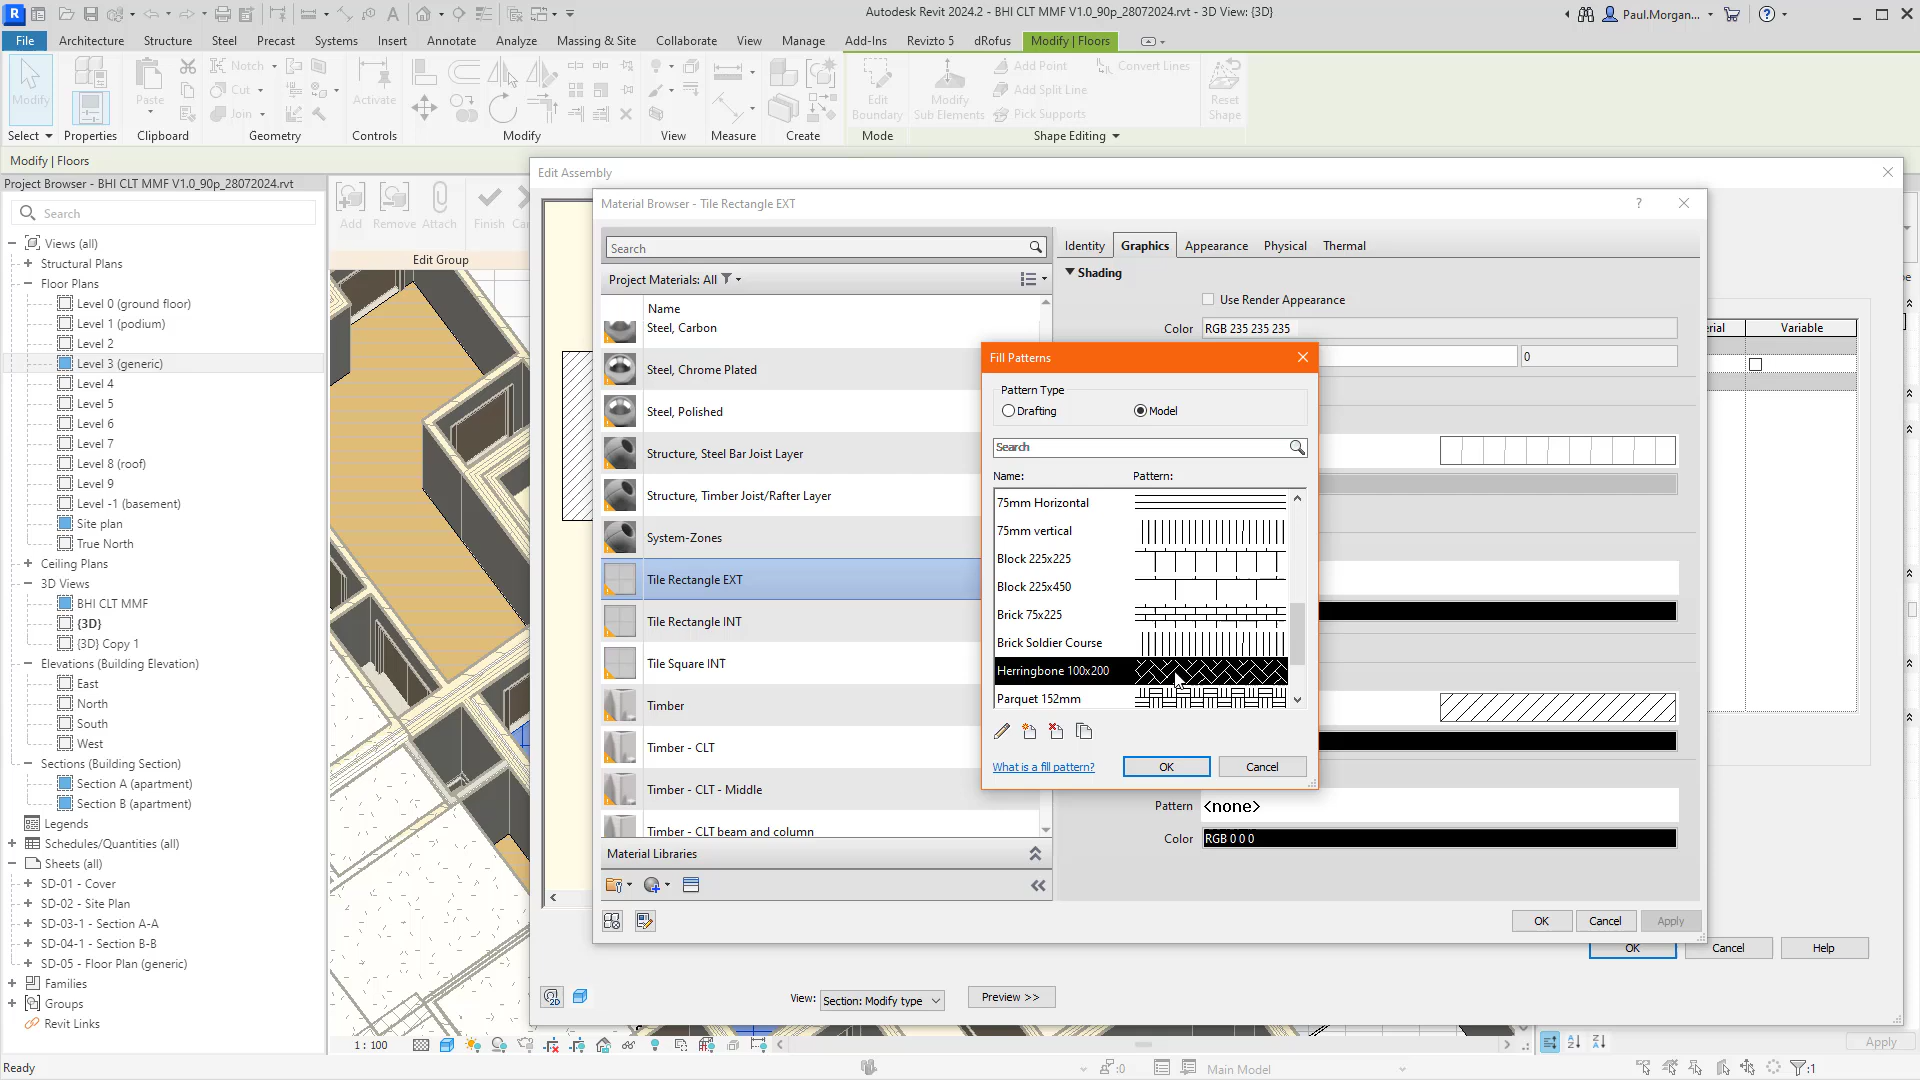 Autodesk Revit 2024.2 - BHI CLT MMF V1.0_90p_28072024.rvt - 3D View: {3D}
Paul.Morgan...
File Architecture Structure Steel Precast Systems Insert Annotate Analyze Massing & Site Collaborate View Manage Add-Ins Revizto 5 dRofus Modify | Floors
Modify
Paste
Notch
Cut
Join
Activate
Edit Boundary
Modify Sub Elements
Add Point
Add Split Line
Pick Supports
Convert Lines
Reset Shape
Select Properties Clipboard Geometry Controls Modify View Measure Create Mode Shape Editing
Modify | Floors
Project Browser - BHI CLT MMF V1.0_90p_28072024.rvt
Search
Views (all)
Structural Plans
Floor Plans
Level 0 (ground floor)
Level 1 (podium)
Level 2
Level 3 (generic)
Level 4
Level 5
Level 6
Level 7
Level 8 (roof)
Level 9
Level -1 (basement)
Site plan
True North
Ceiling Plans
3D Views
BHI CLT MMF
{3D}
{3D} Copy 1
Elevations (Building Elevation)
East
North
South
West
Sections (Building Section)
Section A (apartment)
Section B (apartment)
Legends
Schedules/Quantities (all)
Sheets (all)
SD-01 - Cover
SD-02 - Site Plan
SD-03-1 - Section A-A
SD-04-1 - Section B-B
SD-05 - Floor Plan (generic)
Families
Groups
Revit Links
Add Remove Attach Finish
Edit Group
Edit Assembly
Material Browser - Tile Rectangle EXT
?
Search
Project Materials: All
Name
Steel, Carbon
Steel, Chrome Plated
Steel, Polished
Structure, Steel Bar Joist Layer
Structure, Timber Joist/Rafter Layer
System-Zones
Tile Rectangle EXT
Tile Rectangle INT
Tile Square INT
Timber
Timber - CLT
Timber - CLT - Middle
Timber - CLT beam and column
Material Libraries
Identity Graphics Appearance Physical Thermal
Shading
Use Render Appearance
Color RGB 235 235 235
0
Fill Patterns
Pattern Type
Drafting Model
Search
Name: Pattern:
75mm Horizontal
75mm vertical
Block 225x225
Block 225x450
Brick 75x225
Brick Soldier Course
Herringbone 100x200
Parquet 152mm
What is a fill pattern? OK Cancel
Pattern <none>
Color RGB 0 0 0
OK Cancel Apply
Variable
OK Cancel Help
View: Section: Modify type Preview >>
1 : 100
Apply
Ready
:0
Main Model
:1